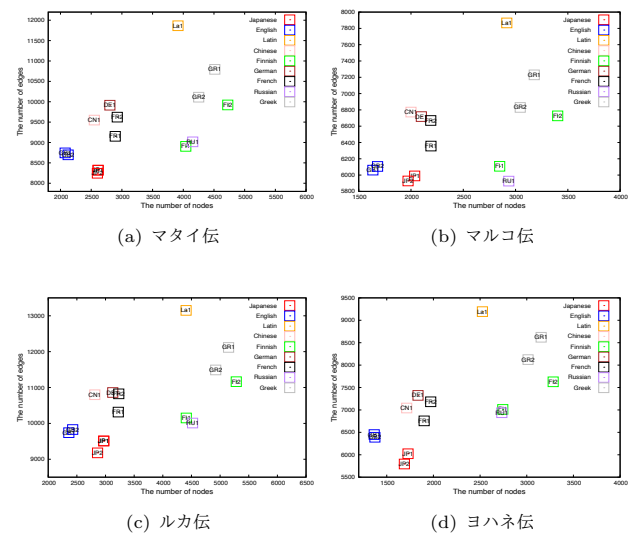 12000
11500
11000
10500
10000
9500
9000
8500
8000
2000 2500 3000 3500 4000 4500 5000 5500 6000
The number of edges
The number of nodes
La1
GR1
GR2
DE1
FI2
FR2
CN1
FR1
RU1
FI1
JP1
JP2
Japanese
English
Latin
Chinese
Finnish
German
French
Russian
Greek
(a) マタイ伝
8000
7800
7600
7400
7200
7000
6800
6600
6400
6200
6000
5800
1500 2000 2500 3000 3500 4000
The number of edges
The number of nodes
La1
GR1
GR2
CN1
DE1
FR2
FI2
FR1
FI1
JP1
JP2
RU1
Japanese
English
Latin
Chinese
Finnish
German
French
Russian
Greek
(b) マルコ伝
13000
12000
11000
10000
9000
2000 2500 3000 3500 4000 4500 5000 5500 6000 6500
The number of edges
The number of nodes
La1
GR1
GR2
FI2
CN1
FR1
FI1
RU1
JP1
JP2
Japanese
English
Latin
Chinese
Finnish
German
French
Russian
Greek
(c) ルカ伝
9500
9000
8500
8000
7500
7000
6500
6000
5500
1000 1500 2000 2500 3000 3500 4000
The number of edges
The number of nodes
La1
GR1
GR2
FI2
DE1
FR2
CN1
FR1
RU1
JP1
JP2
Japanese
English
Latin
Chinese
Finnish
German
French
Russian
Greek
(d) ヨハネ伝